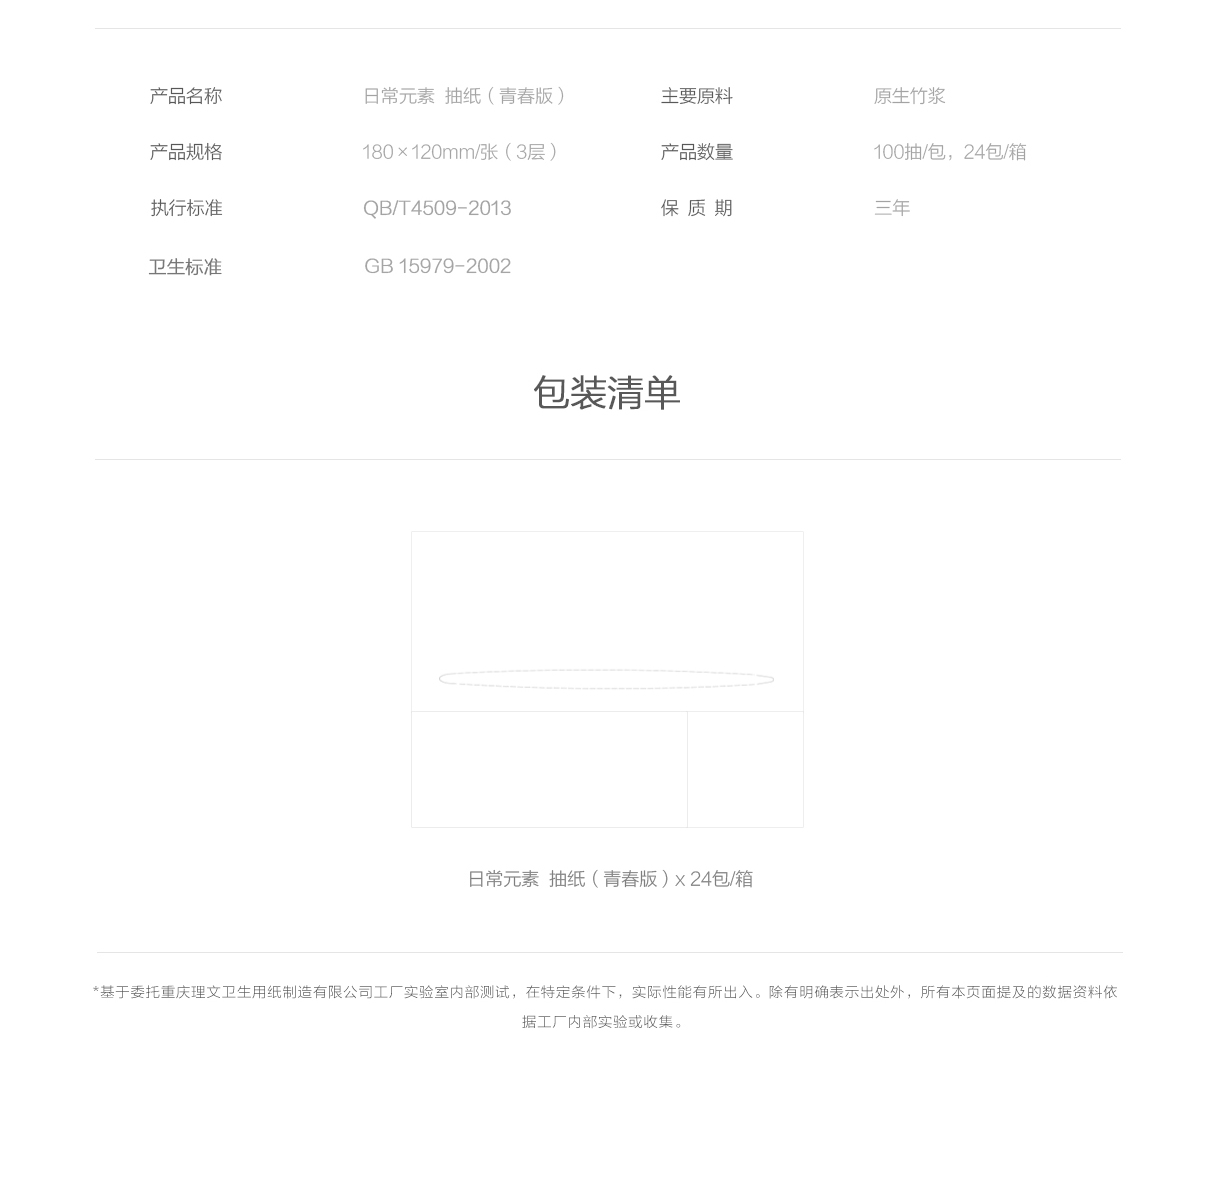 产品名称 日常元素 抽纸（青春版） 主要原料 原生竹浆
产品规格 180×120mm/张（3层） 产品数量 100抽/包，24包/箱
执行标准 QB/T4509-2013 保 质 期 三年
卫生标准 GB 15979-2002
包装清单
日常元素 抽纸（青春版）x 24包/箱
*基于委托重庆理文卫生用纸制造有限公司工厂实验室内部测试，在特定条件下，实际性能有所出入。除有明确表示出处外，所有本页面提及的数据资料依
据工厂内部实验或收集。